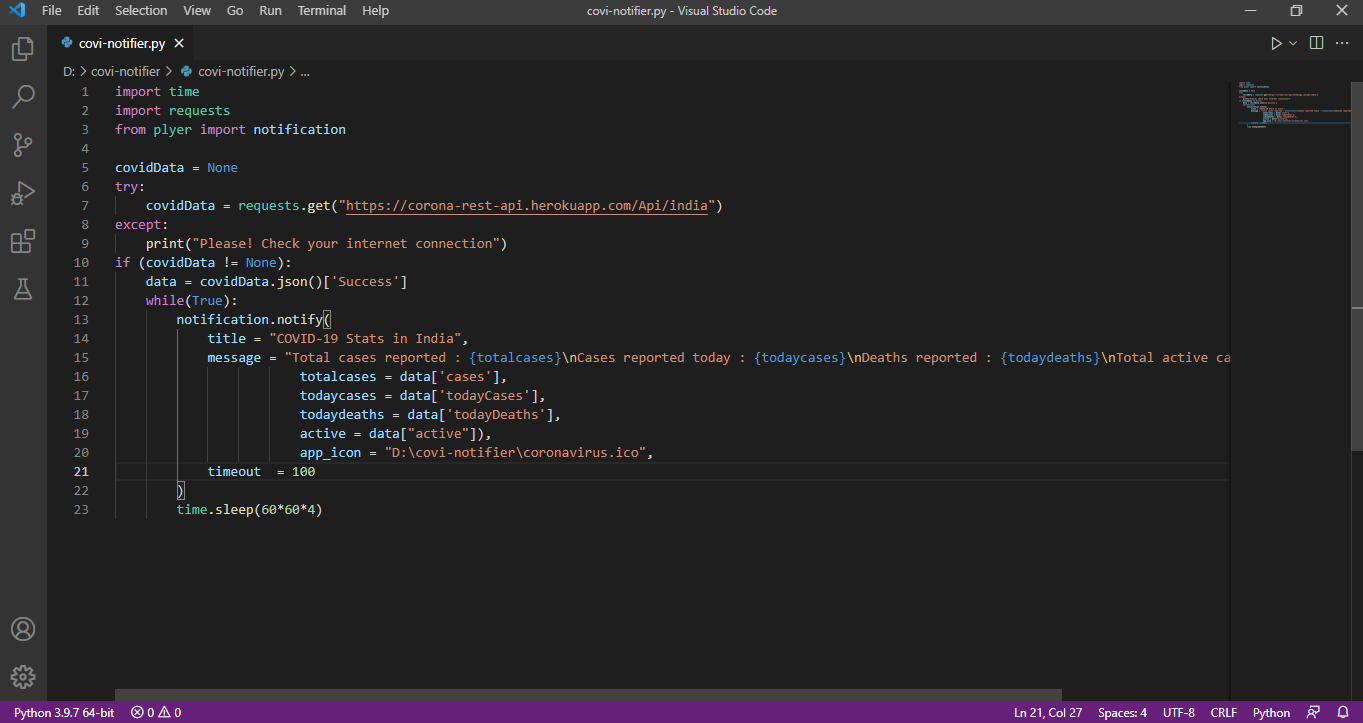 File Edit Selection View Go Run Terminal Help covi-notifier.py - Visual Studio Code
covi-notifier.py
D: > covi-notifier > covi-notifier.py > ...
1 import time
2 import requests
3 from plyer import notification
4
5 covidData = None
6 try:
7 covidData = requests.get("https://corona-rest-api.herokuapp.com/Api/india")
8 except:
9 print("Please! Check your internet connection")
10 if (covidData != None):
11 data = covidData.json()['Success']
12 while(True):
13 notification.notify(
14 title = "COVID-19 Stats in India",
15 message = "Total cases reported : {totalcases}\nCases reported today : {todaycases}\nDeaths reported : {todaydeaths}\nTotal active ca
16 totalcases = data['cases'],
17 todaycases = data['todayCases'],
18 todaydeaths = data['todayDeaths'],
19 active = data["active"]),
20 app_icon = "D:\covi-notifier\coronavirus.ico",
21 timeout  = 100
22 )
23 time.sleep(60*60*4)
Python 3.9.7 64-bit 0 0 Ln 21, Col 27 Spaces: 4 UTF-8 CRLF Python